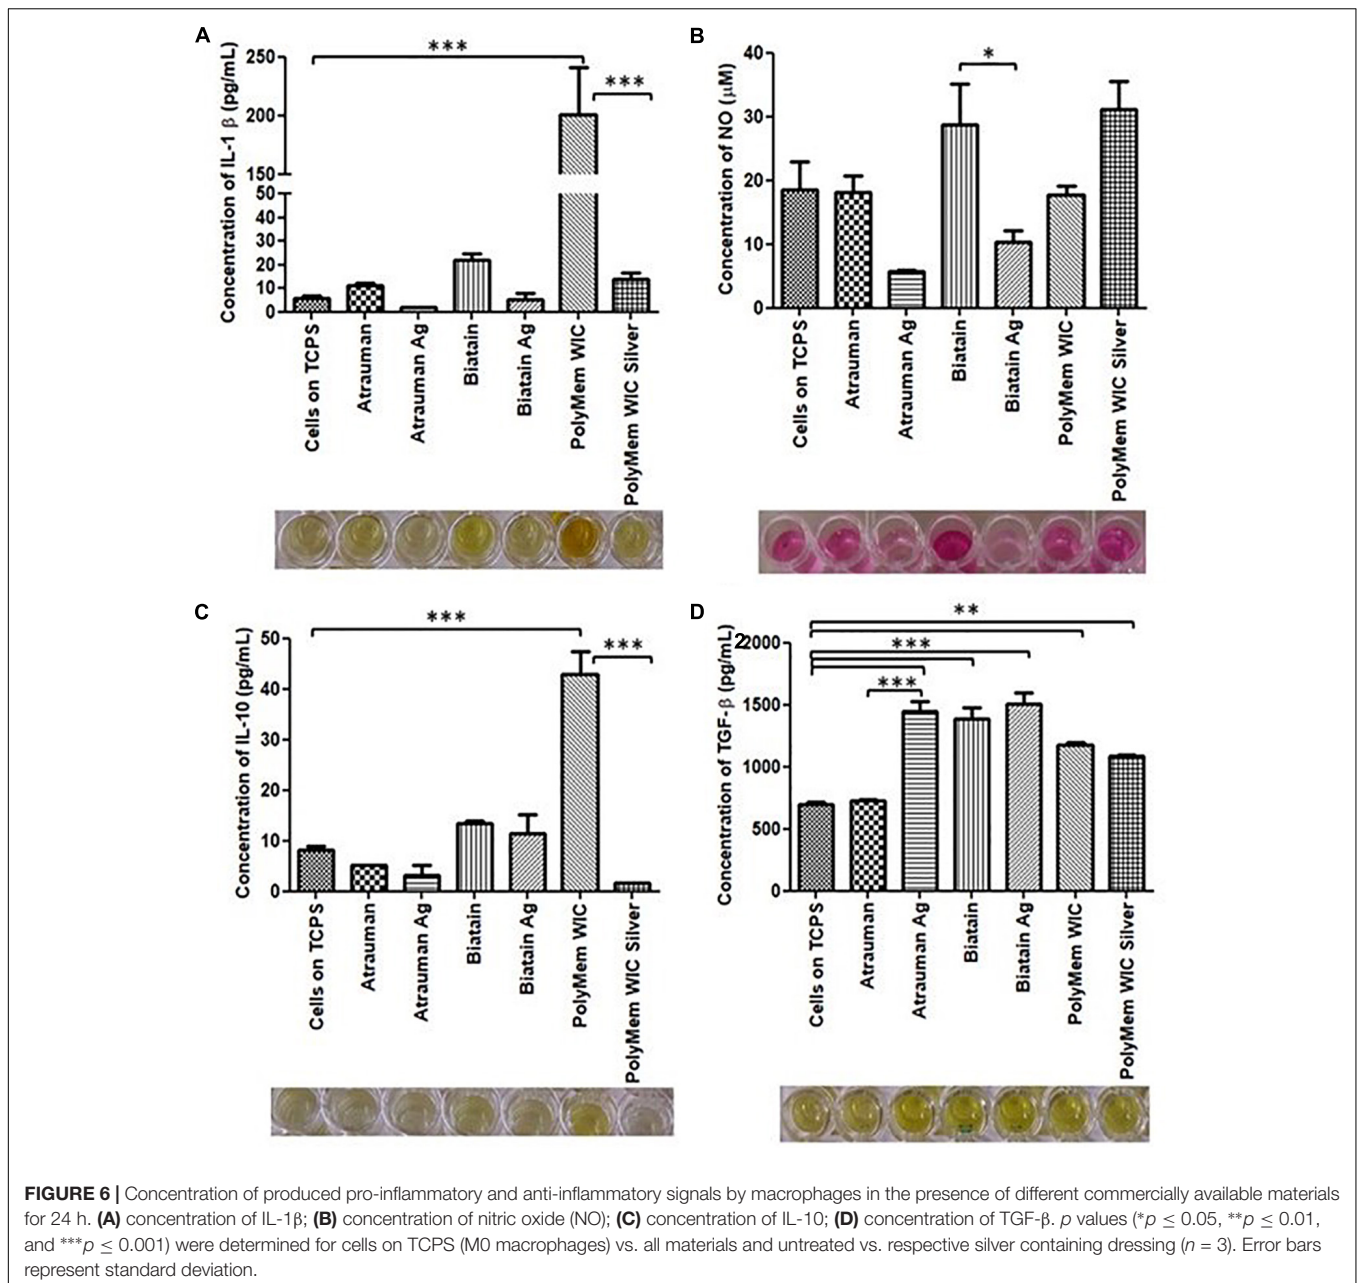 A
Concentration of IL-1 β (pg/mL)
250
200
150
50
40
30
20
10
0
***
***
Cells on TCPS
Atrauman
Atrauman Ag
Biatain
Biatain Ag
PolyMem WIC
PolyMem WIC Silver
B
Concentration of NO (µM)
40
30
20
10
0
*
Cells on TCPS
Atrauman
Atrauman Ag
Biatain
Biatain Ag
PolyMem WIC
PolyMem WIC Silver
C
Concentration of IL-10 (pg/mL)
50
40
30
20
10
0
***
***
Cells on TCPS
Atrauman
Atrauman Ag
Biatain
Biatain Ag
PolyMem WIC
PolyMem WIC Silver
D
Concentration of TGF-β (pg/mL)
22000
1500
1000
500
0
**
***
***
Cells on TCPS
Atrauman
Atrauman Ag
Biatain
Biatain Ag
PolyMem WIC
PolyMem WIC Silver
FIGURE 6 | Concentration of produced pro-inflammatory and anti-inflammatory signals by macrophages in the presence of different commercially available materials
for 24 h. (A) concentration of IL-1β; (B) concentration of nitric oxide (NO); (C) concentration of IL-10; (D) concentration of TGF-β. p values (*p ≤ 0.05, **p ≤ 0.01,
and ***p ≤ 0.001) were determined for cells on TCPS (M0 macrophages) vs. all materials and untreated vs. respective silver containing dressing (n = 3). Error bars
represent standard deviation.